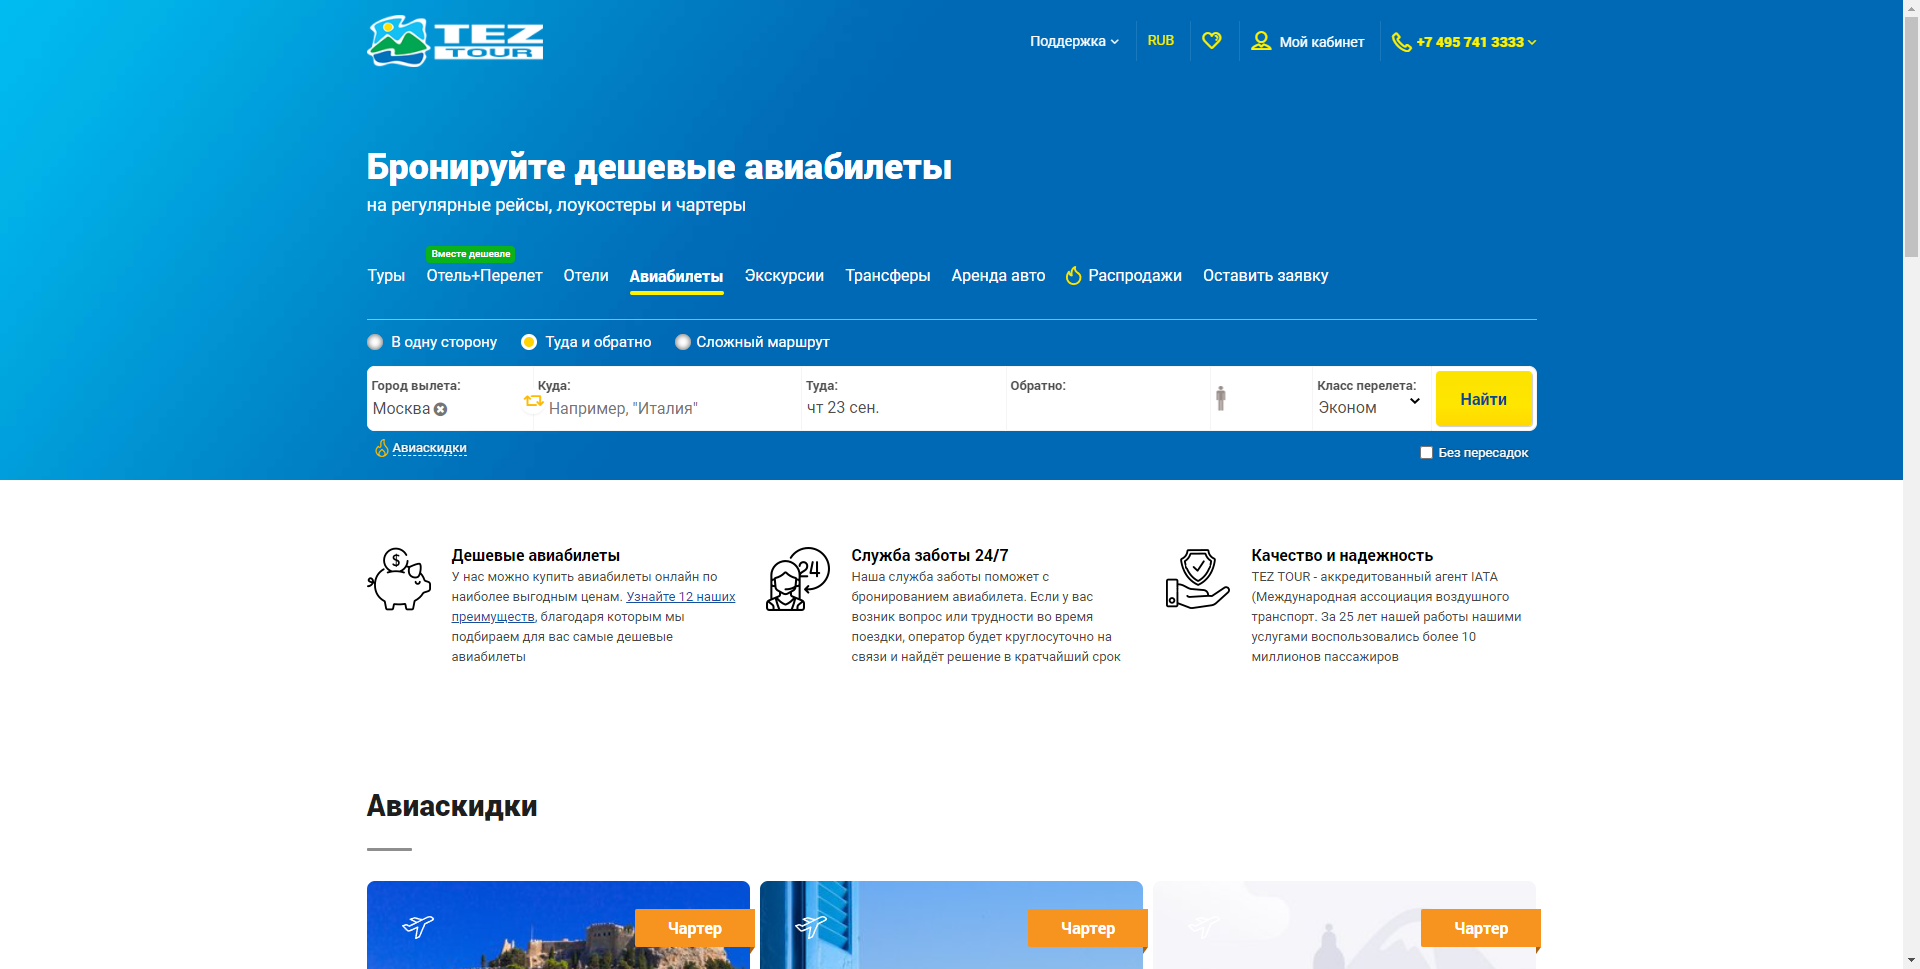 TEZ TOUR
Поддержка
RUB
Мой кабинет
+7 495 741 3333
Бронируйте дешевые авиабилеты
на регулярные рейсы, лоукостеры и чартеры
Вместе дешевле
Туры Отель+Перелет Отели Авиабилеты Экскурсии Трансферы Аренда авто Распродажи Оставить заявку
В одну сторону Туда и обратно Сложный маршрут
Город вылета: Куда: Туда: Обратно: Класс перелета:
Москва Например, "Италия" чт 23 сен. Эконом
Найти
Авиаскидки
Без пересадок
$
Дешевые авиабилеты
У нас можно купить авиабилеты онлайн по
наиболее выгодным ценам. Узнайте 12 наших
преимуществ, благодаря которым мы
подбираем для вас самые дешевые
авиабилеты
24
Служба заботы 24/7
Наша служба заботы поможет с
бронированием авиабилета. Если у вас
возник вопрос или трудности во время
поездки, оператор будет круглосуточно на
связи и найдёт решение в кратчайший срок
Качество и надежность
TEZ TOUR - аккредитованный агент IATA
(Международная ассоциация воздушного
транспорт. За 25 лет нашей работы нашими
услугами воспользовались более 10
миллионов пассажиров
Авиаскидки
Чартер
Чартер
Чартер